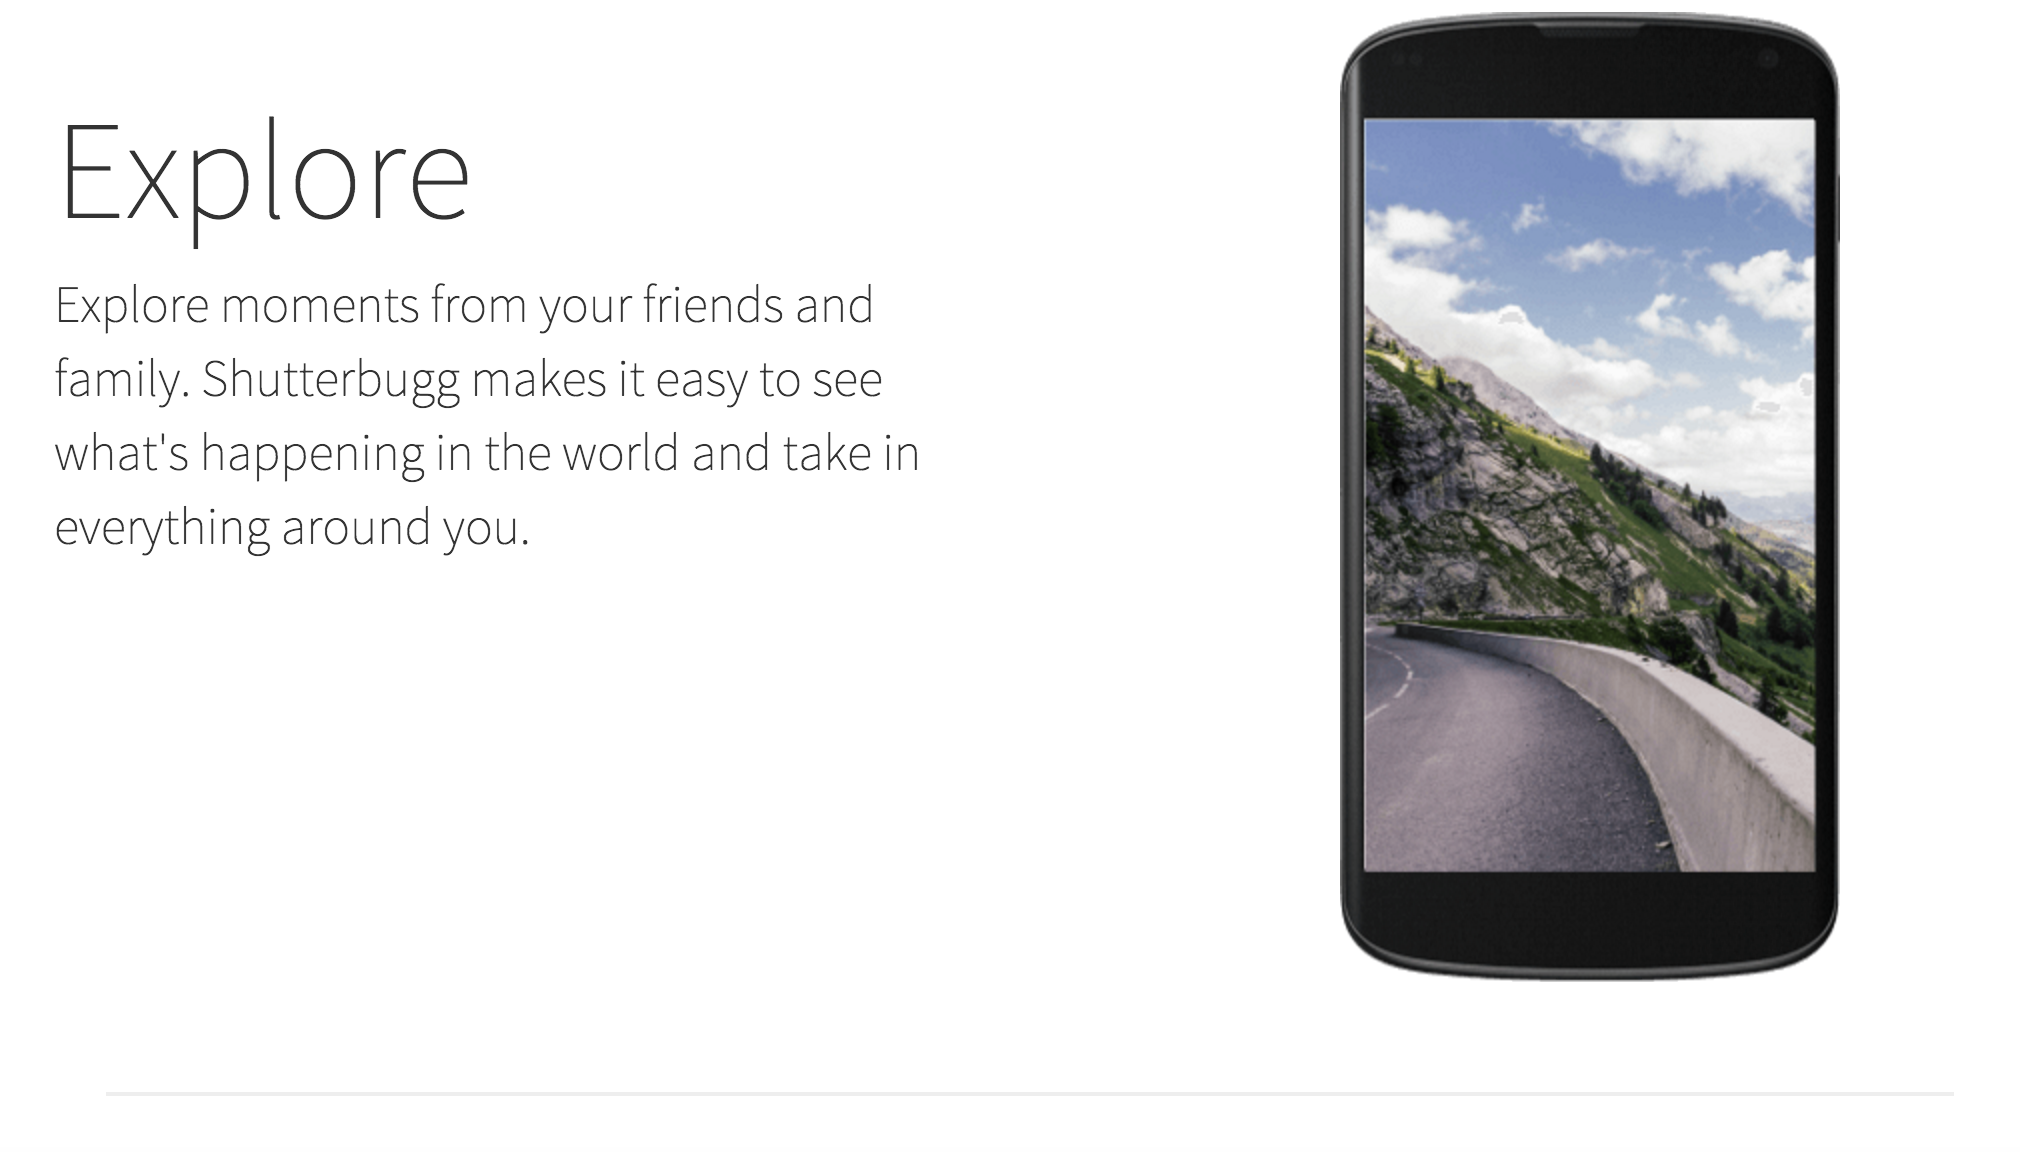 Explore
Explore moments from your friends and
family. Shutterbugg makes it easy to see
what's happening in the world and take in
everything around you.